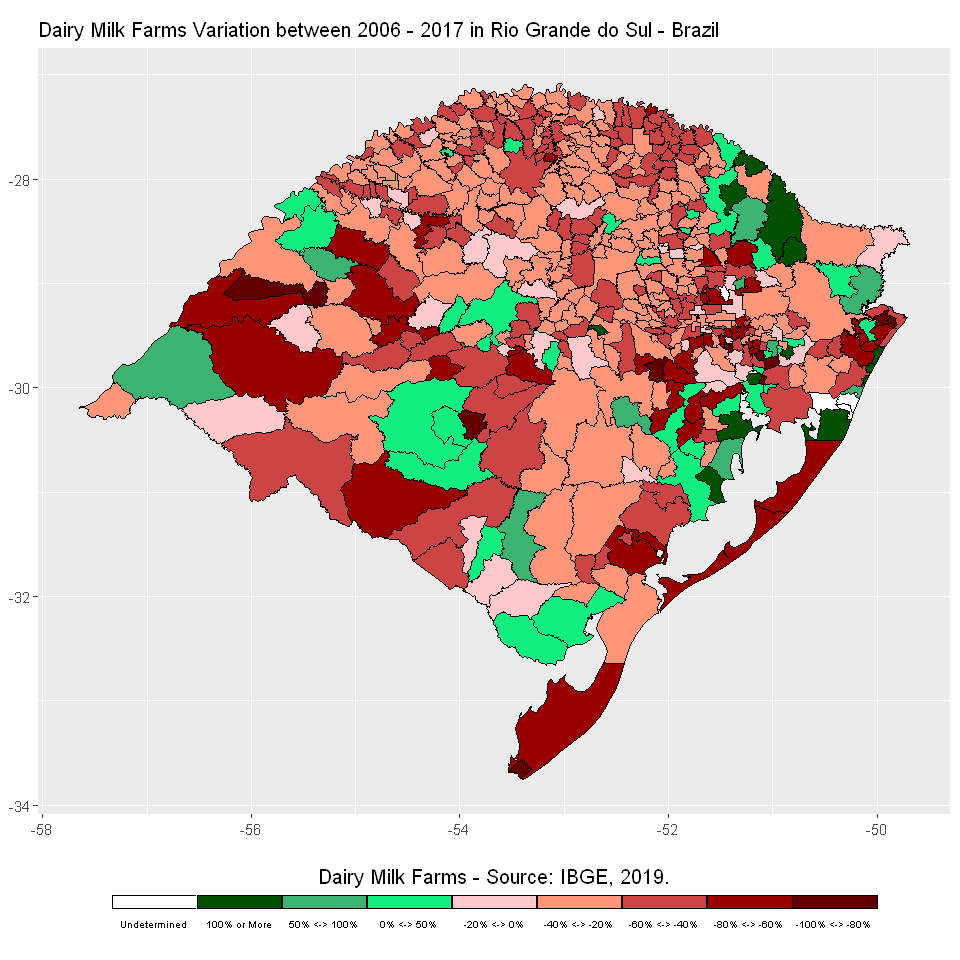 Dairy Milk Farms Variation between 2006 - 2017 in Rio Grande do Sul - Brazil
-28
-30
-32
-34
-58 -56 -54 -52 -50
Dairy Milk Farms - Source: IBGE, 2019.
Undetermined 100% or More 50% <-> 100% 0% <-> 50% -20% <-> 0% -40% <-> -20% -60% <-> -40% -80% <-> -60% -100% <-> -80%